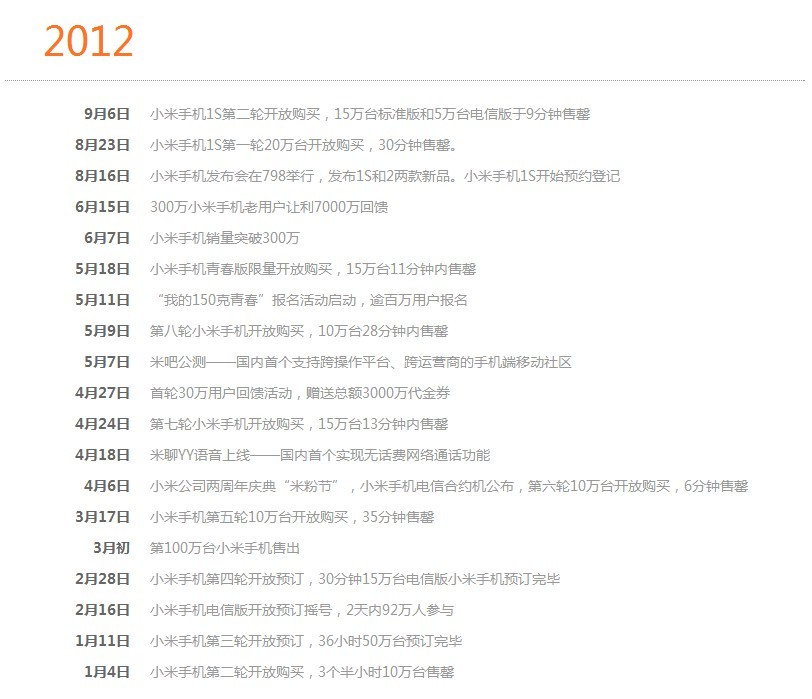 2012
9月6日 小米手机1S第二轮开放购买，15万台标准版和5万台电信版于9分钟售罄
8月23日 小米手机1S第一轮20万台开放购买，30分钟售罄。
8月16日 小米手机发布会在798举行，发布1S和2两款新品。小米手机1S开始预约登记
6月15日 300万小米手机老用户让利7000万回馈
6月7日 小米手机销量突破300万
5月18日 小米手机青春版限量开放购买，15万台11分钟内售罄
5月11日 “我的150克青春”报名活动启动，逾百万用户报名
5月9日 第八轮小米手机开放购买，10万台28分钟内售罄
5月7日 米吧公测——国内首个支持跨操作平台、跨运营商的手机端移动社区
4月27日 首轮30万用户回馈活动，赠送总额3000万代金券
4月24日 第七轮小米手机开放购买，15万台13分钟内售罄
4月18日 米聊YY语音上线——国内首个实现无话费网络通话功能
4月6日 小米公司两周年庆典“米粉节”，小米手机电信合约机公布，第六轮10万台开放购买，6分钟售罄
3月17日 小米手机第五轮10万台开放购买，35分钟售罄
3月初 第100万台小米手机售出
2月28日 小米手机第四轮开放预订，30分钟15万台电信版小米手机预订完毕
2月16日 小米手机电信版开放预订摇号，2天内92万人参与
1月11日 小米手机第三轮开放预订，36小时50万台预订完毕
1月4日 小米手机第二轮开放购买，3个半小时10万台售罄